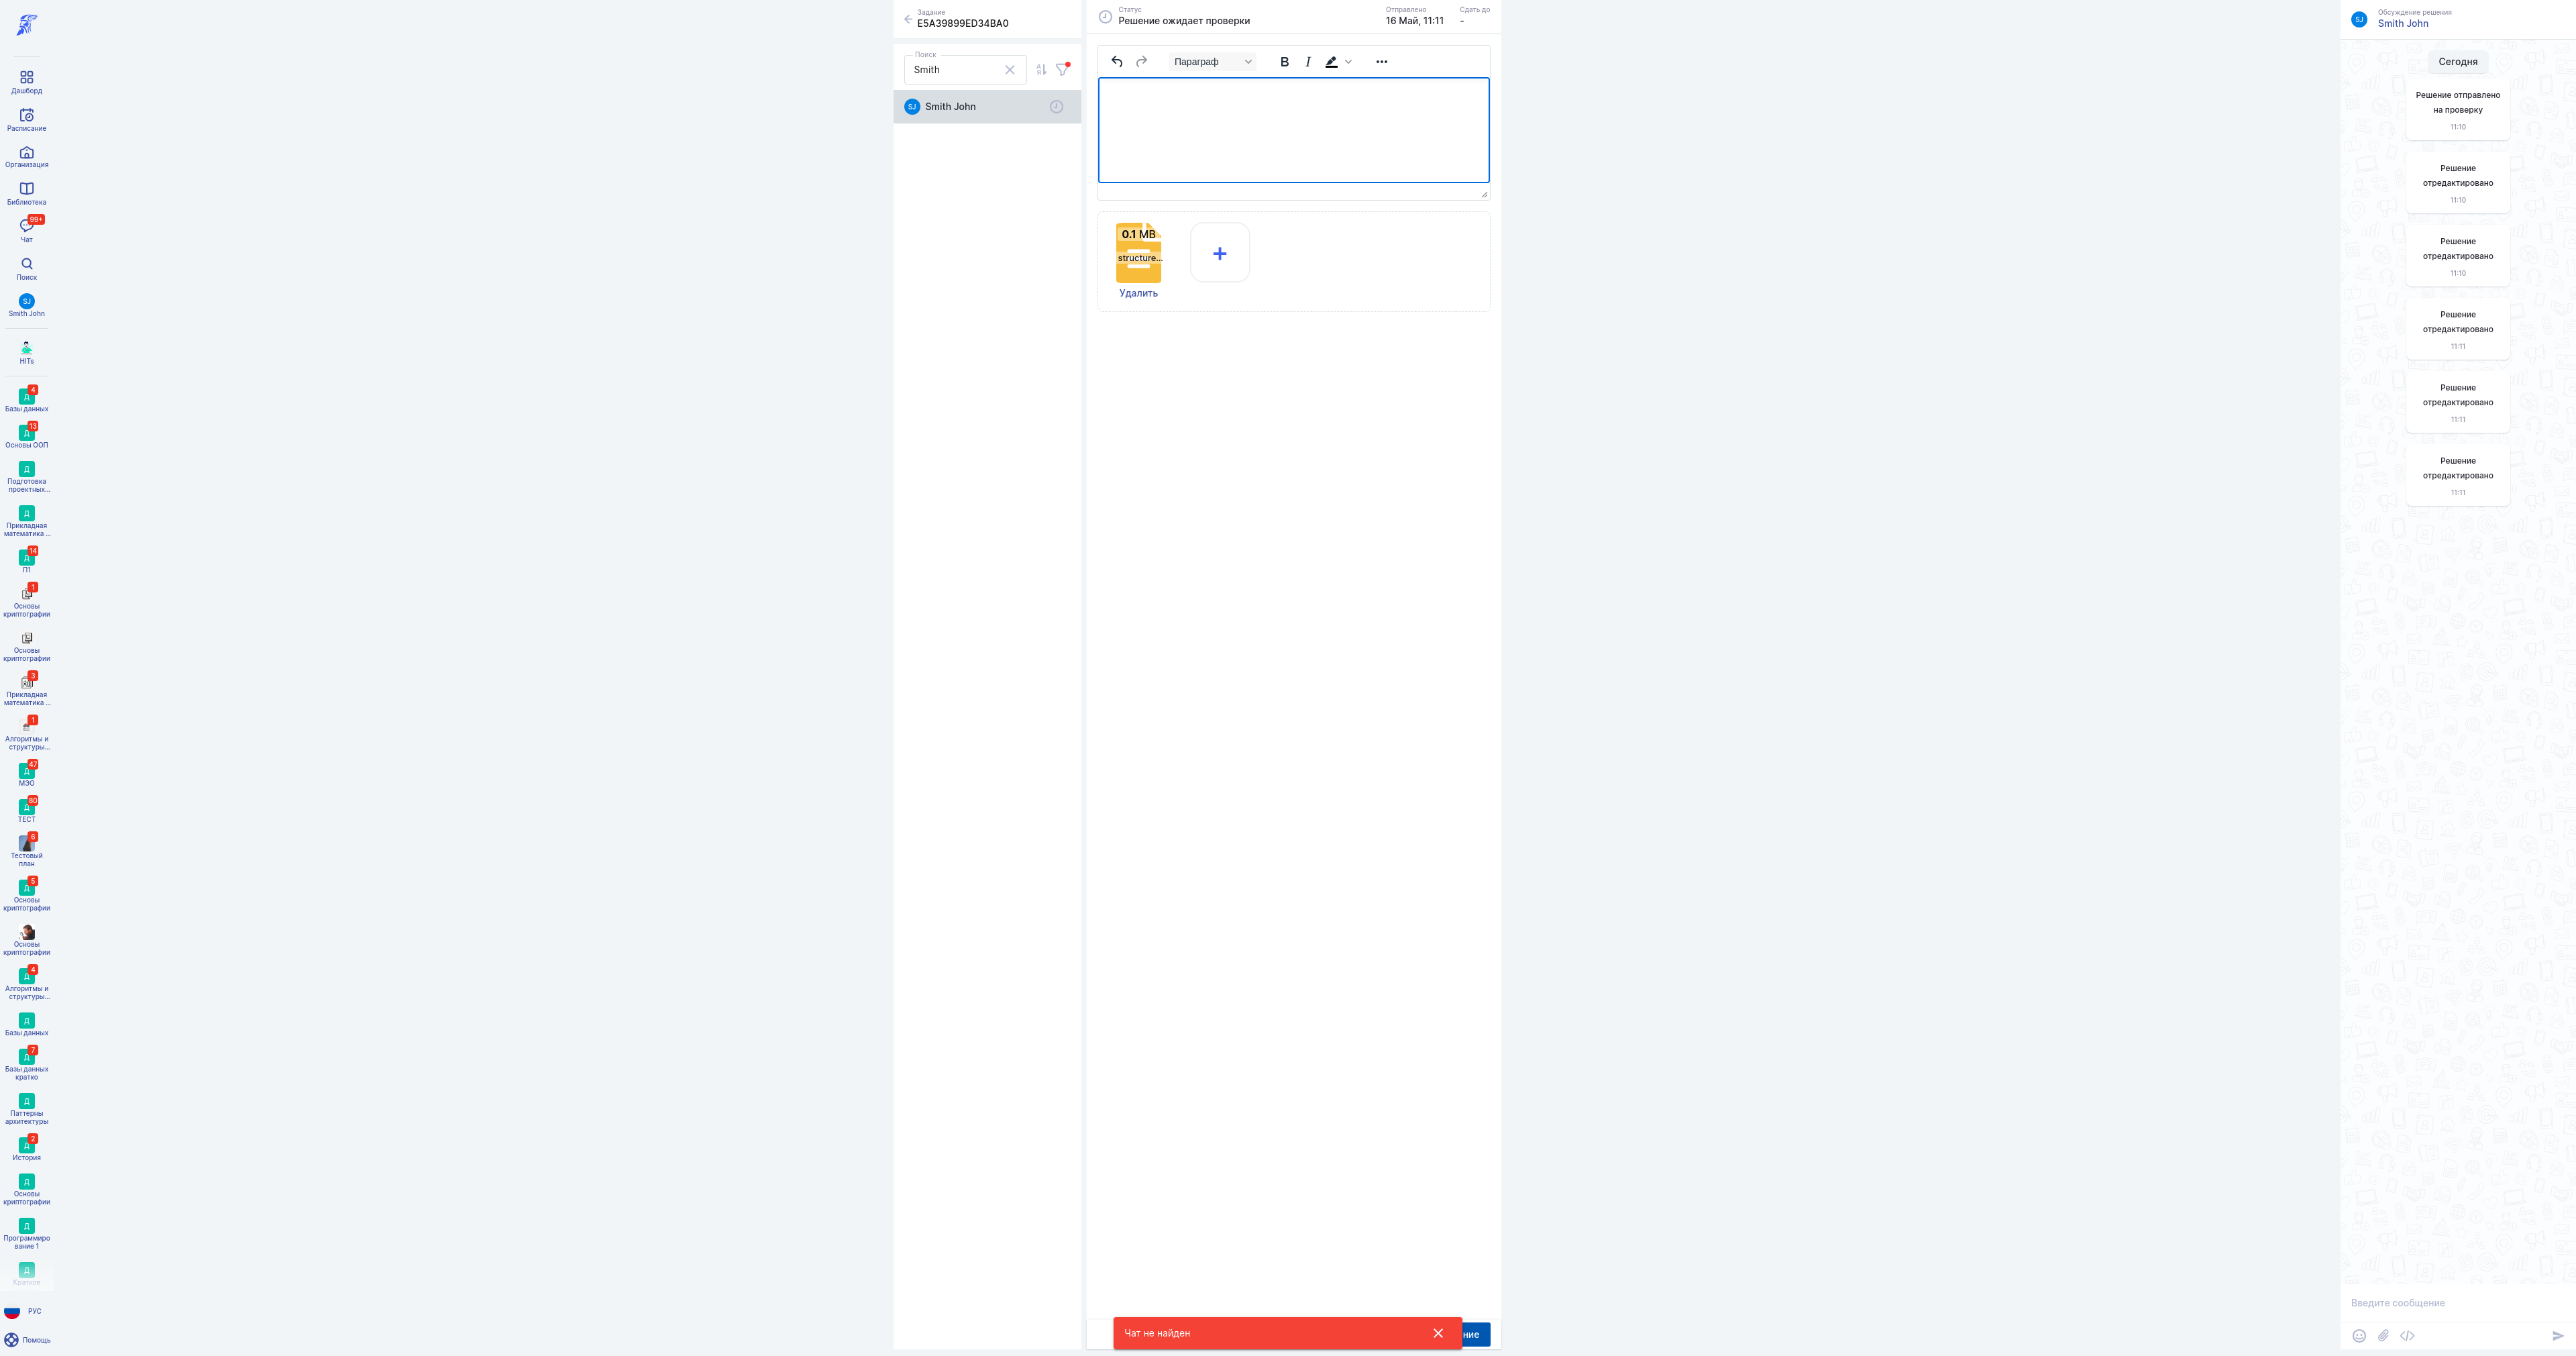 Дашборд
Расписание
Организация
Библиотека
99+
Чат
Поиск
SJ
Smith John
HITs
4
Д
Базы данных
13
Д
Основы ООП
Д
Подготовка
проектных...
Д
Прикладная
математика ...
14
Д
П1
1
Основы
криптографии
Основы
криптографии
3
Прикладная
математика ...
1
Алгоритмы и
структуры...
47
Д
МЭО
80
Д
ТЕСТ
6
Тестовый
план
5
Д
Основы
криптографии
Основы
криптографии
4
Д
Алгоритмы и
структуры...
Д
Базы данных
7
Д
Базы данных
кратко
Д
Паттерны
архитектуры
2
Д
История
Д
Основы
криптографии
Д
Программиро
вание 1
Д
Краткое
РУС
Помощь
Задание
E5A39899ED34BA0
Поиск
Smith
SJ
Smith John
Статус
Решение ожидает проверки
Отправлено
16 Май, 11:11
Сдать до
-
Параграф
B
I
0.1 MB
structure...
Удалить
+
Чат не найден
ние
SJ
Обсуждение решения
Smith John
Сегодня
Решение отправлено
на проверку
11:10
Решение
отредактировано
11:10
Решение
отредактировано
11:10
Решение
отредактировано
11:11
Решение
отредактировано
11:11
Решение
отредактировано
11:11
Введите сообщение